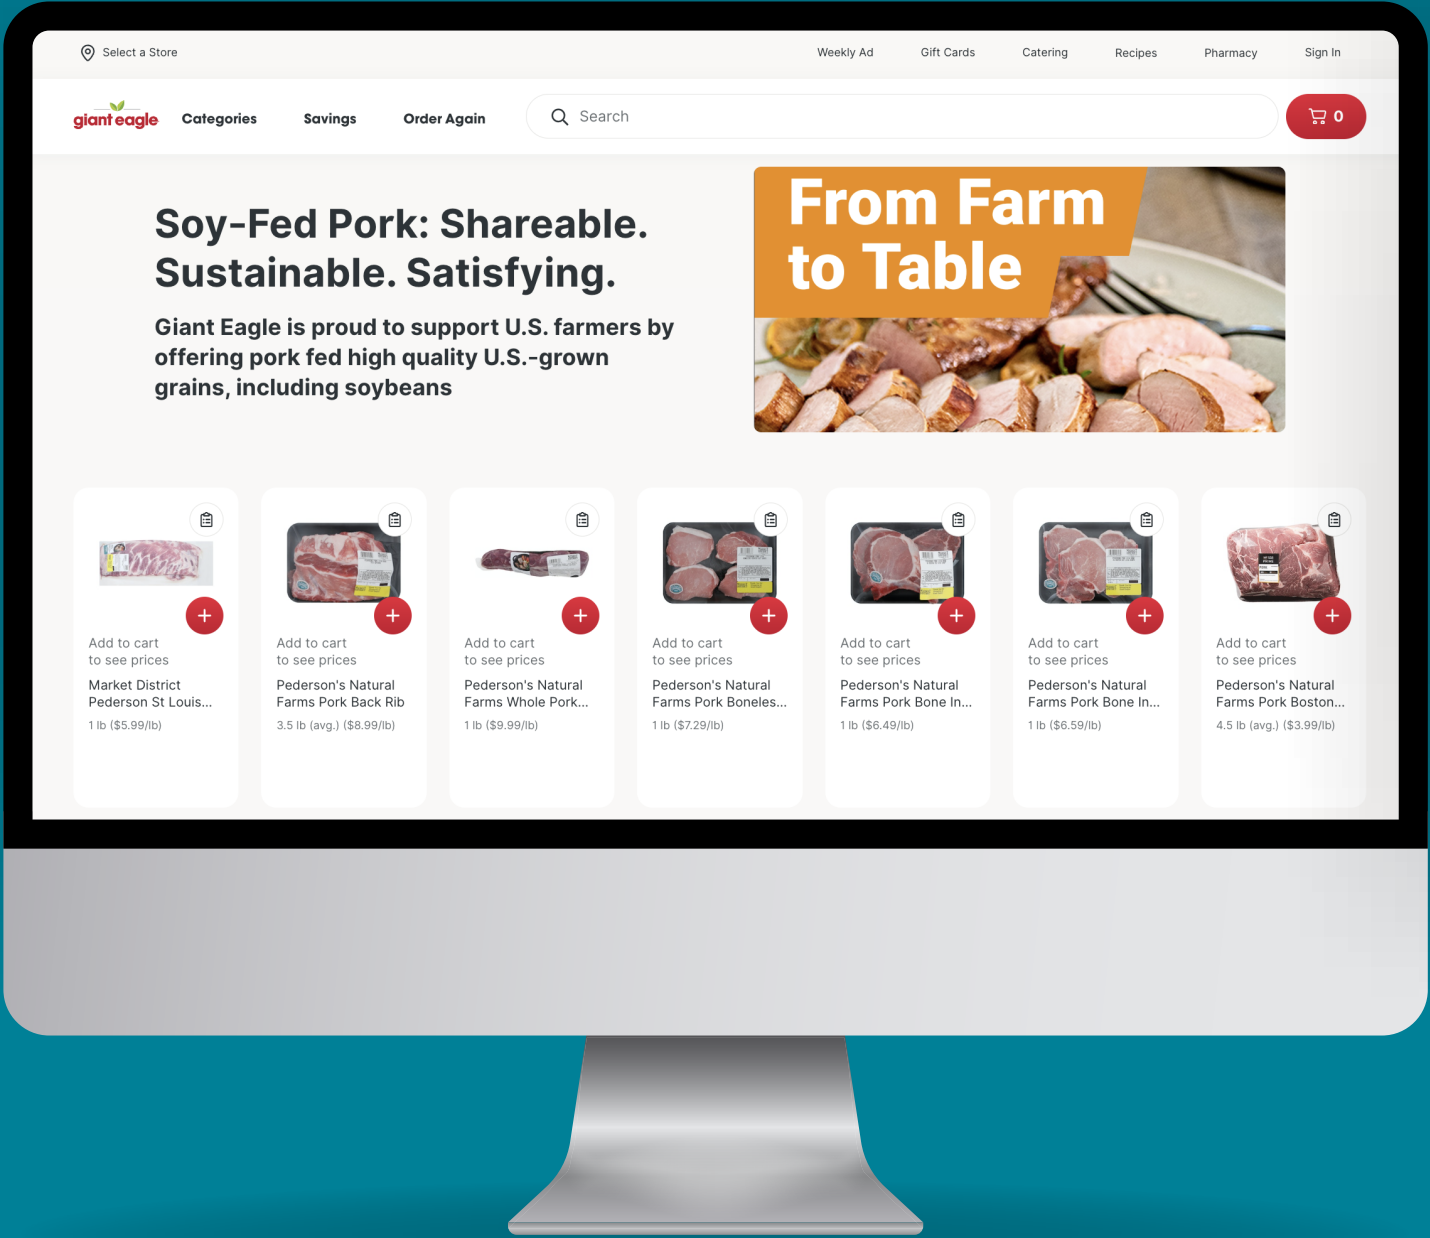 Select a Store
Weekly Ad
Gift Cards
Catering
Recipes
Pharmacy
Sign In
giant eagle
Categories
Savings
Order Again
Search
0
Soy-Fed Pork: Shareable.
Sustainable. Satisfying.
Giant Eagle is proud to support U.S. farmers by
offering pork fed high quality U.S.-grown
grains, including soybeans
From Farm
to Table
Add to cart
to see prices
Market District
Pederson St Louis...
1 lb ($5.99/lb)
Add to cart
to see prices
Pederson's Natural
Farms Pork Back Rib
3.5 lb (avg.) ($8.99/lb)
Add to cart
to see prices
Pederson's Natural
Farms Whole Pork...
1 lb ($9.99/lb)
Add to cart
to see prices
Pederson's Natural
Farms Pork Boneles...
1 lb ($7.29/lb)
Add to cart
to see prices
Pederson's Natural
Farms Pork Bone In...
1 lb ($6.49/lb)
Add to cart
to see prices
Pederson's Natural
Farms Pork Bone In...
1 lb ($6.59/lb)
Add to cart
to see prices
Pederson's Natural
Farms Pork Boston...
4.5 lb (avg.) ($3.99/lb)